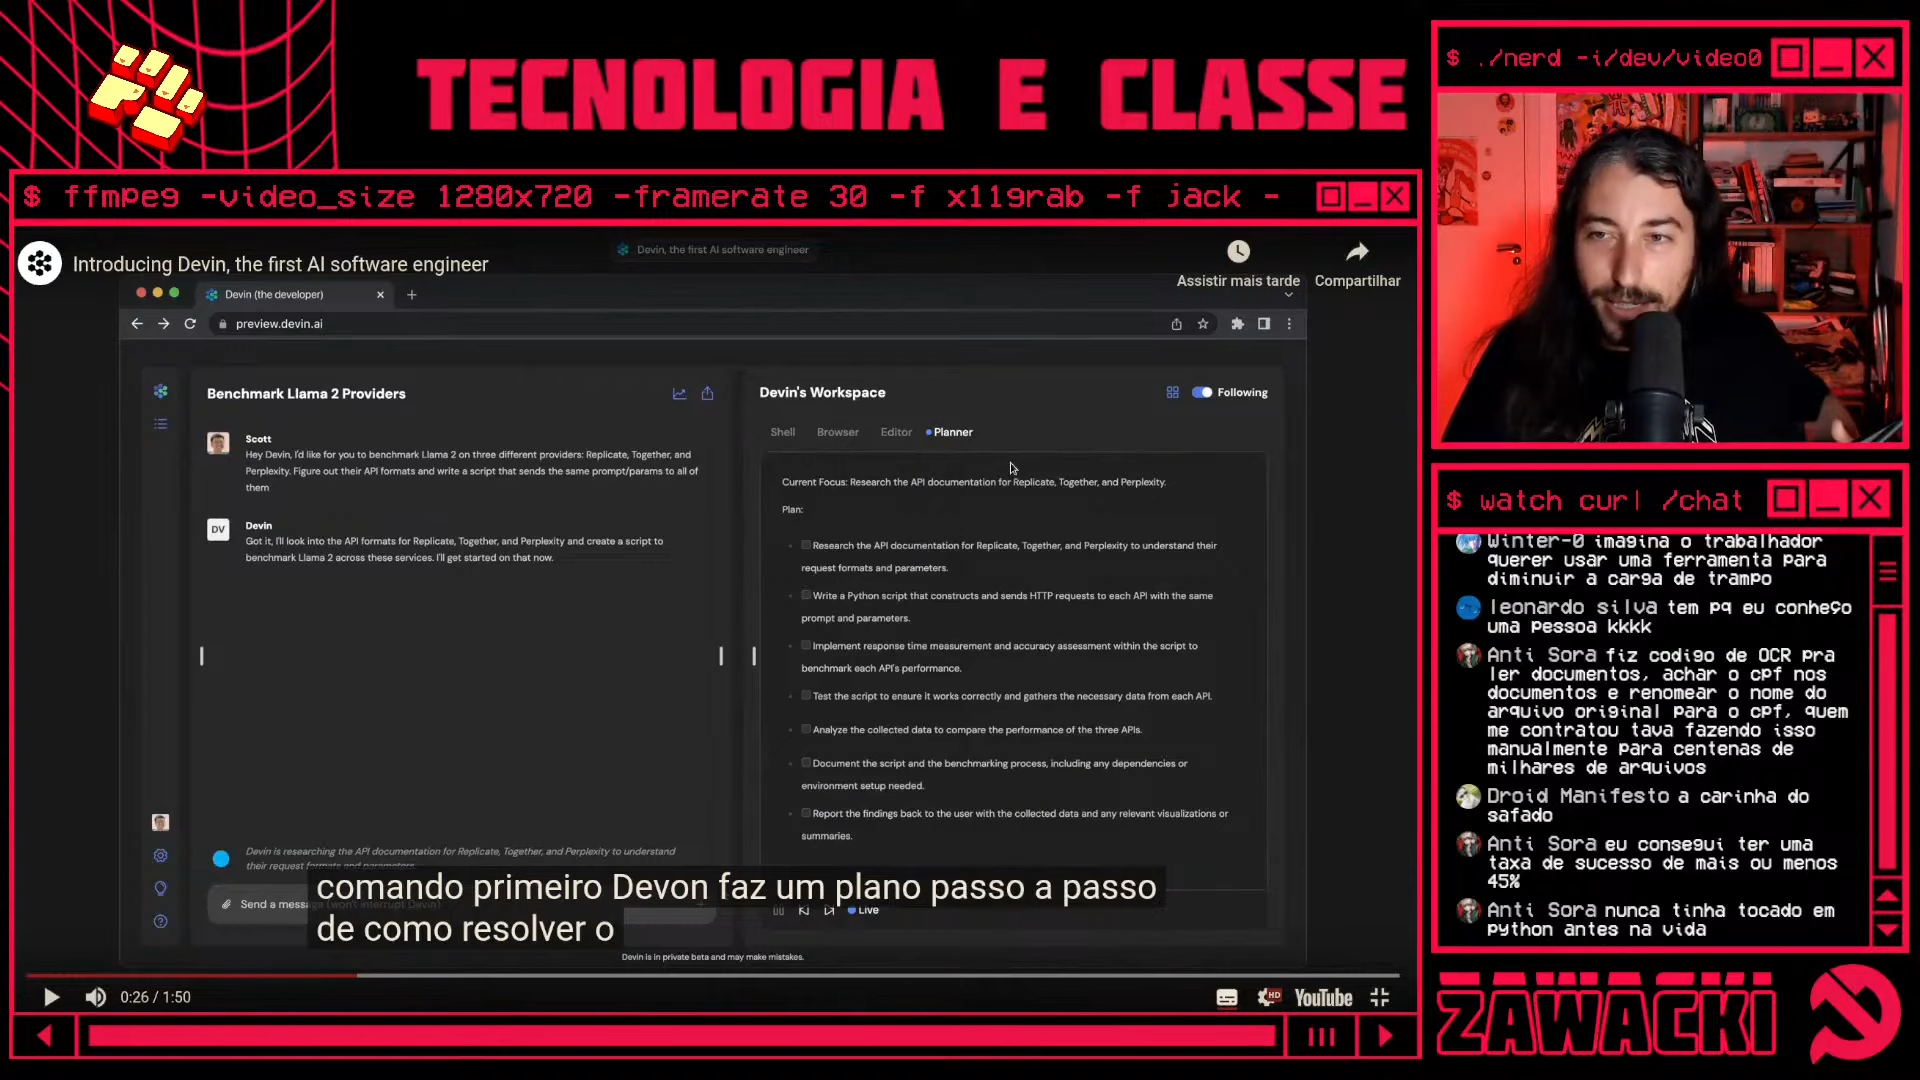 TECNOLOGIA E CLASSE
$ ./nerd -i/dev/video0
$ ffmpeg -video_size 1280x720 -framerate 30 -f x11grab -f jack -
Devin, the first AI software engineer
Introducing Devin, the first AI software engineer
Assistir mais tarde
Compartilhar
Devin (the developer)
preview.devin.ai
Benchmark Llama 2 Providers
Scott
Hey Devin, I'd like for you to benchmark Llama 2 on three different providers: Replicate, Together, and
Perplexity. Figure out their API formats and write a script that sends the same prompt/params to all of
them
DV
Devin
Got it, I'll look into the API formats for Replicate, Together, and Perplexity and create a script to
benchmark Llama 2 across these services. I'll get started on that now.
Devin is researching the API documentation for Replicate, Together, and Perplexity to understand
their request formats and parameters.
Send a message (won't interrupt Devin)
Devin's Workspace
Following
Shell
Browser
Editor
Planner
Current Focus: Research the API documentation for Replicate, Together, and Perplexity.
Plan:
Research the API documentation for Replicate, Together, and Perplexity to understand their
request formats and parameters.
Write a Python script that constructs and sends HTTP requests to each API with the same
prompt and parameters.
Implement response time measurement and accuracy assessment within the script to
benchmark each API's performance.
Test the script to ensure it works correctly and gathers the necessary data from each API.
Analyze the collected data to compare the performance of the three APIs.
Document the script and the benchmarking process, including any dependencies or
environment setup needed.
Report the findings back to the user with the collected data and any relevant visualizations or
summaries.
Live
comando primeiro Devon faz um plano passo a passo
de como resolver o
Devin is in private beta and may make mistakes.
0:26 / 1:50
HD
YouTube
$ watch curl /chat
Winter-0 imagina o trabalhador
querer usar uma ferramenta para
diminuir a carga de trampo
leonardo silva tem pq eu conheço
uma pessoa kkkk
Anti Sora fiz codigo de OCR pra
ler documentos, achar o cpf nos
documentos e renomear o nome do
arquivo original para o cpf, quem
me contratou tava fazendo isso
manualmente para centenas de
milhares de arquivos
Droid Manifesto a carinha do
safado
Anti Sora eu consegui ter uma
taxa de sucesso de mais ou menos
45%
Anti Sora nunca tinha tocado em
python antes na vida
ZAWACKI